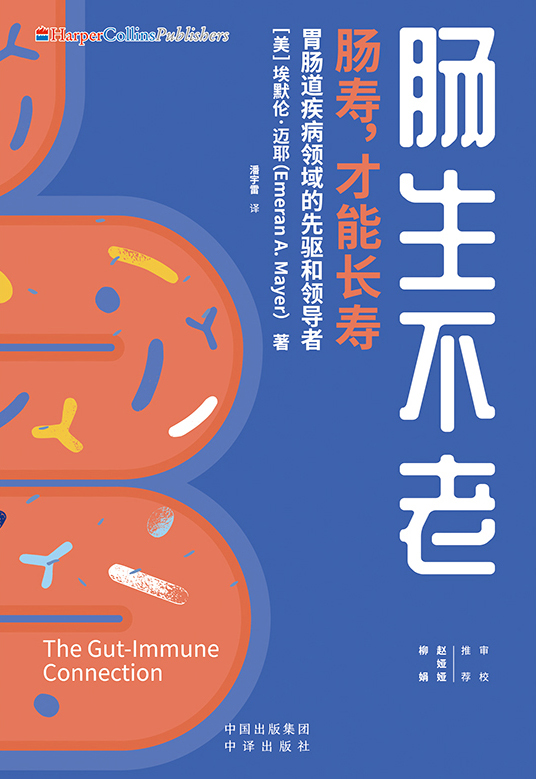 HarperCollinsPublishers
肠生不老
肠寿，才能长寿
胃肠道疾病领域的先驱和领导者
［美］埃默伦·迈耶（Emeran A. Mayer） 著
潘宇雷 译
The Gut-Immune
Connection
审校
推荐
赵娅娅
柳娟
中国出版集团
中译出版社